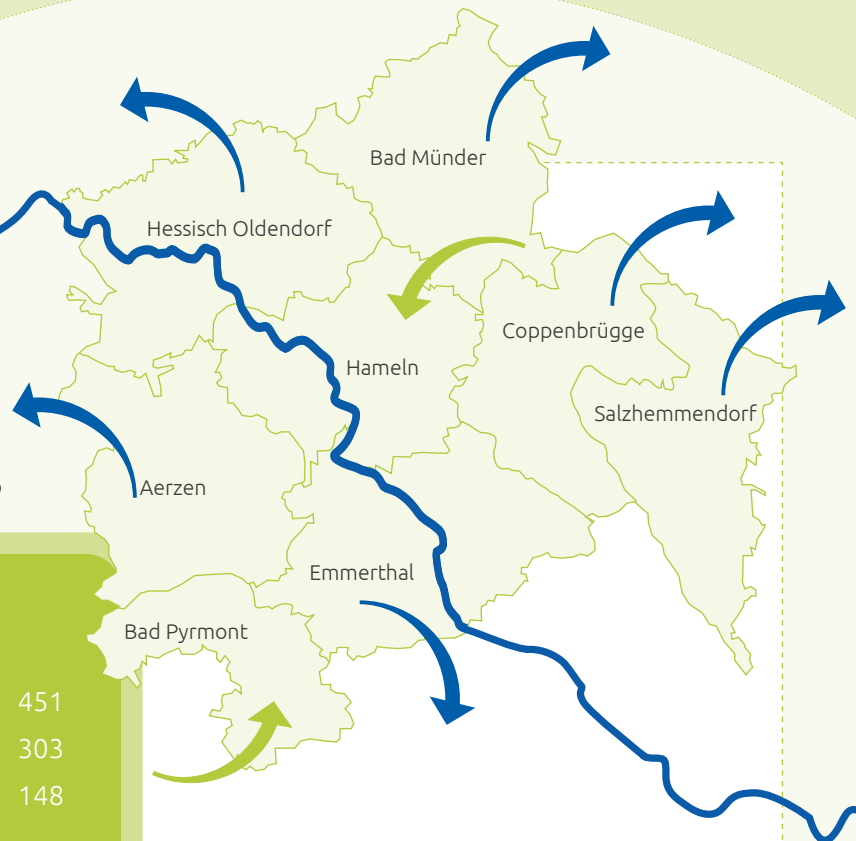 Bad Münder
Hessisch Oldendorf
Coppenbrügge
Hameln
Salzhemmendorf
Aerzen
Emmerthal
Bad Pyrmont
451
303
148